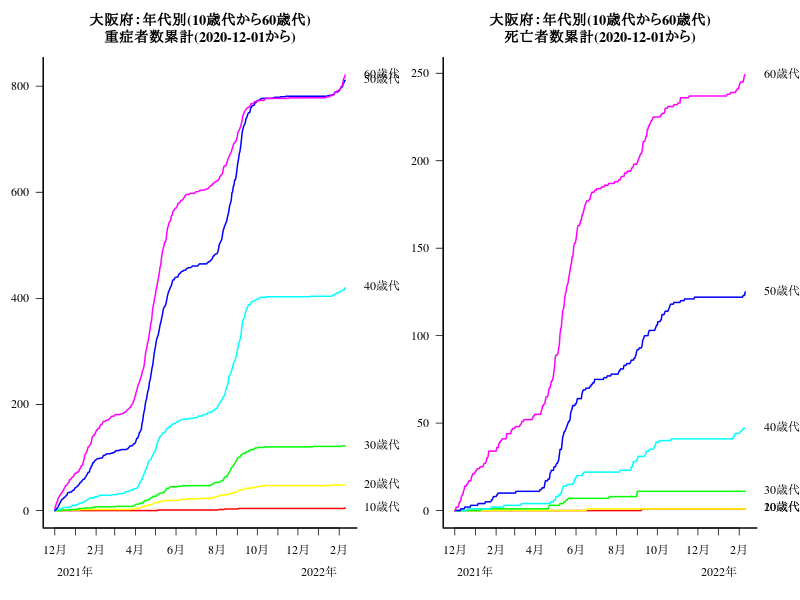 大阪府：年代別(10歳代から60歳代)
重症者数累計(2020-12-01から)
800
600
400
200
0
60歳代
50歳代
40歳代
30歳代
20歳代
10歳代
12月 2月 4月 6月 8月 10月 12月 2月
2021年 2022年
大阪府：年代別(10歳代から60歳代)
死亡者数累計(2020-12-01から)
250
200
150
100
50
0
60歳代
50歳代
40歳代
30歳代
20歳代
10歳代
12月 2月 4月 6月 8月 10月 12月 2月
2021年 2022年